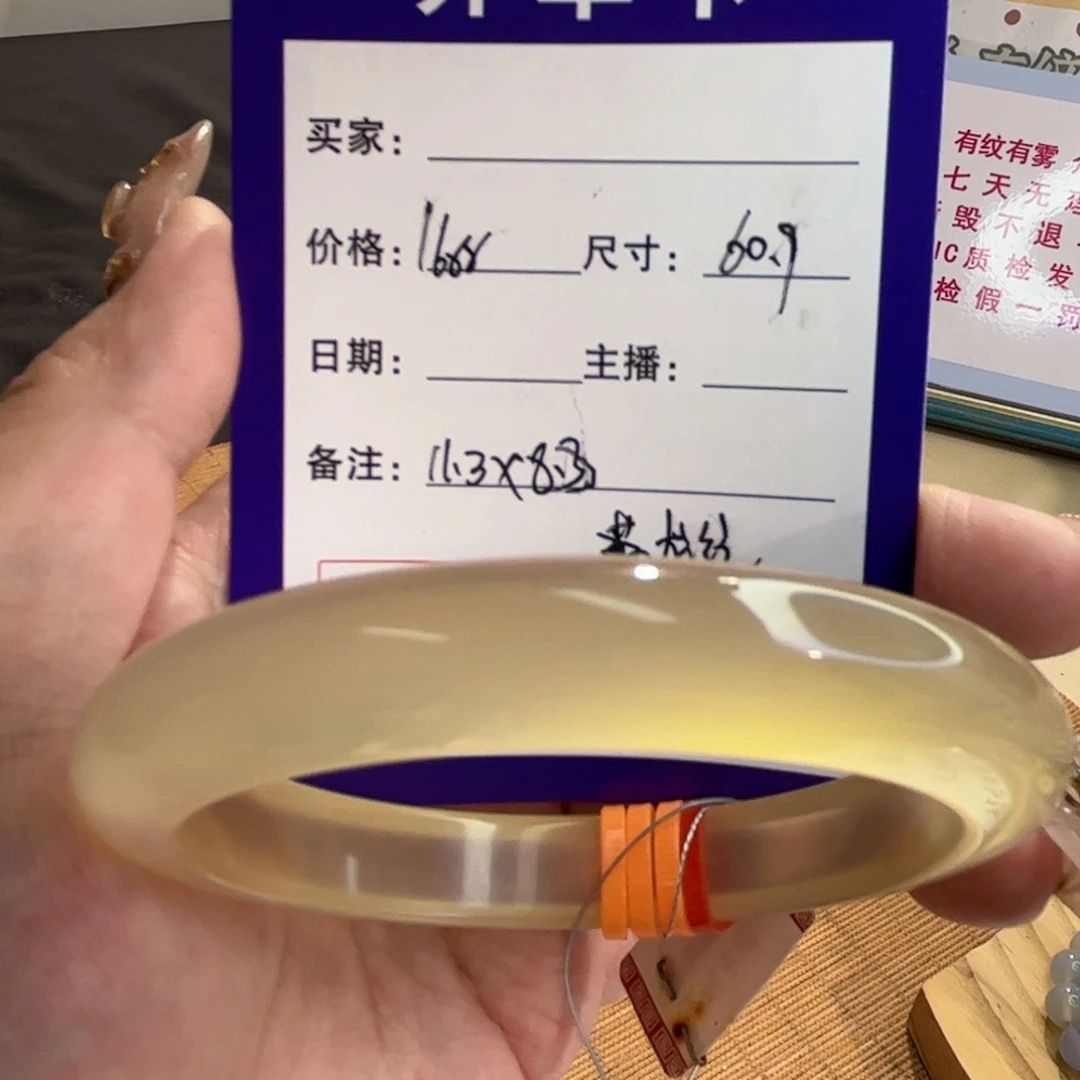 买家：
价格：1688 尺寸：60.9
日期： 主播：
备注：11.3X8.3
有纹有雾
七天无
毁不退
IC质检发
检假一罚